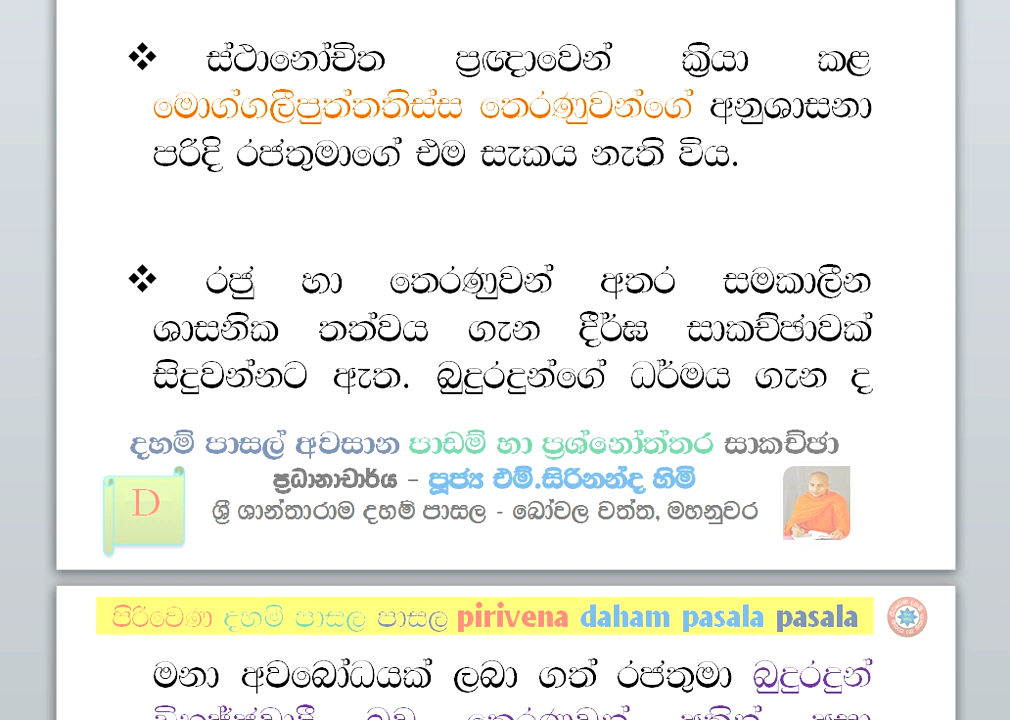 ❖ ස්ථානෝචිත ප්‍රඥාවෙන් ක්‍රියා කළ
මොග්ගලීපුත්තතිස්ස තෙරණුවන්ගේ අනුශාසනා
පරිදි රජතුමාගේ එම සැකය නැති විය.
❖ රජු හා තෙරණුවන් අතර සමකාලීන
ශාසනික තත්වය ගැන දීර්ඝ සාකච්ඡාවක්
සිදුවන්නට ඇත. බුදුරදුන්ගේ ධර්මය ගැන ද
දහම් පාසල් අවසාන පාඩම් හා ප්‍රශ්නෝත්තර සාකච්ඡා
ප්‍රධානාචාර්ය – පූජ්‍ය එම්.සිරිනන්ද හිමි
D
ශ්‍රී ශාන්තාරාම දහම් පාසල - බෝවල වත්ත, මහනුවර
පිරිවෙණ දහම් පාසල පාසල pirivena daham pasala pasala
මනා අවබෝධයක් ලබා ගත් රජතුමා බුදුරදුන්